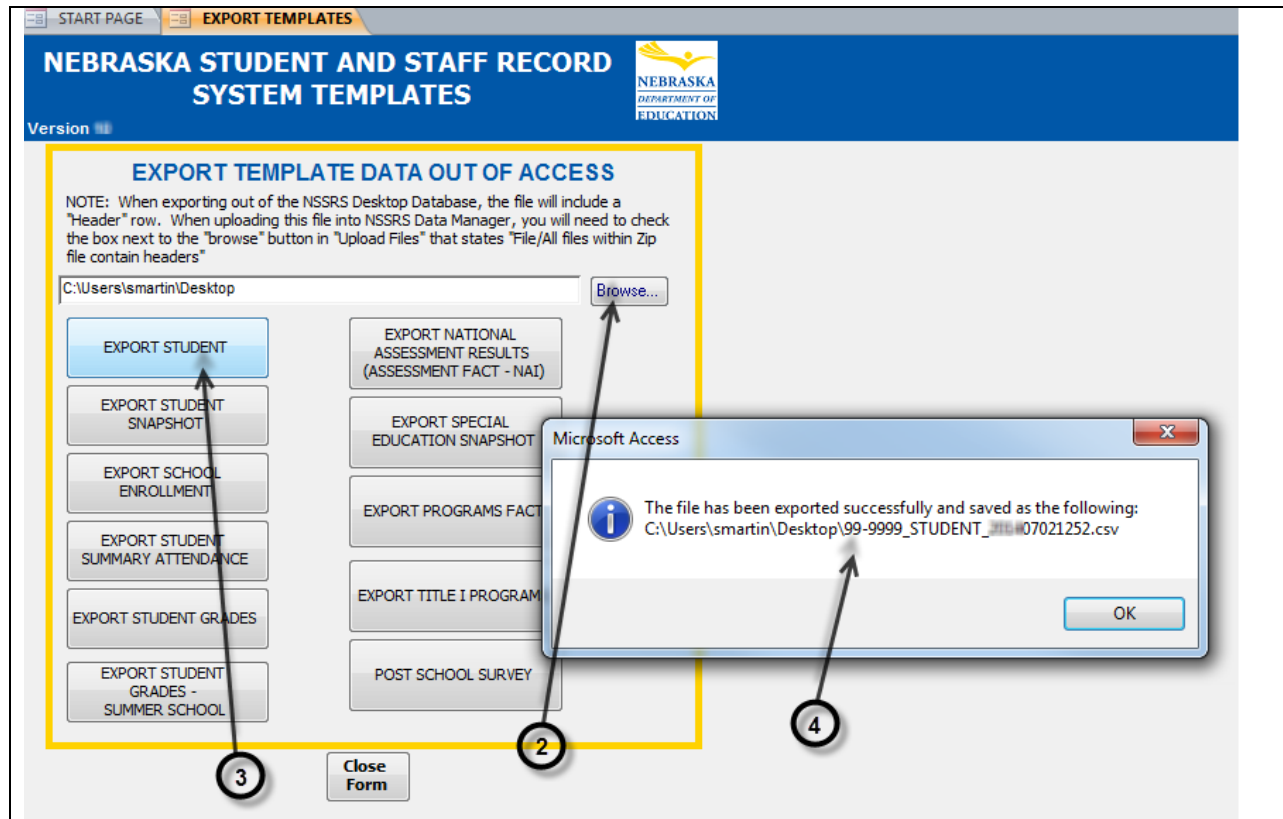 START PAGE
EXPORT TEMPLATES
NEBRASKA STUDENT AND STAFF RECORD
SYSTEM TEMPLATES
NEBRASKA
DEPARTMENT OF
EDUCATION
Version
EXPORT TEMPLATE DATA OUT OF ACCESS
NOTE: When exporting out of the NSSRS Desktop Database, the file will include a
"Header" row. When uploading this file into NSSRS Data Manager, you will need to check
the box next to the "browse" button in "Upload Files" that states "File/All files within Zip
file contain headers"
C:\Users\smartin\Desktop
Browse...
EXPORT STUDENT
EXPORT STUDENT
SNAPSHOT
EXPORT SCHOOL
ENROLLMENT
EXPORT STUDENT
SUMMARY ATTENDANCE
EXPORT STUDENT GRADES
EXPORT STUDENT
GRADES -
SUMMER SCHOOL
EXPORT NATIONAL
ASSESSMENT RESULTS
(ASSESSMENT FACT - NAI)
EXPORT SPECIAL
EDUCATION SNAPSHOT
EXPORT PROGRAMS FACT
EXPORT TITLE I PROGRAM
POST SCHOOL SURVEY
Microsoft Access
The file has been exported successfully and saved as the following:
C:\Users\smartin\Desktop\99-9999_STUDENT_07021252.csv
OK
2
3
4
Close
Form